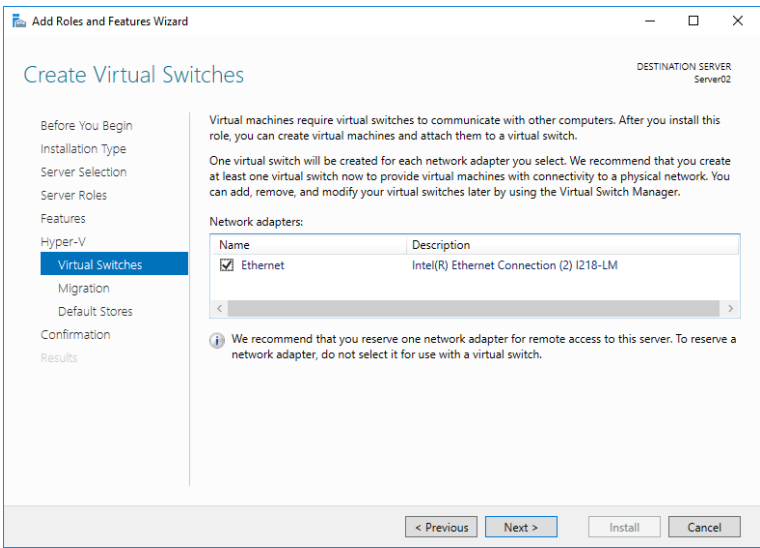 Add Roles and Features Wizard
Create Virtual Switches
DESTINATION SERVER
Server02
Before You Begin
Installation Type
Server Selection
Server Roles
Features
Hyper-V
Virtual Switches
Migration
Default Stores
Confirmation
Results
Virtual machines require virtual switches to communicate with other computers. After you install this
role, you can create virtual machines and attach them to a virtual switch.
One virtual switch will be created for each network adapter you select. We recommend that you create
at least one virtual switch now to provide virtual machines with connectivity to a physical network. You
can add, remove, and modify your virtual switches later by using the Virtual Switch Manager.
Network adapters:
Name Description
Ethernet Intel(R) Ethernet Connection (2) I218-LM
We recommend that you reserve one network adapter for remote access to this server. To reserve a
network adapter, do not select it for use with a virtual switch.
< Previous Next > Install Cancel